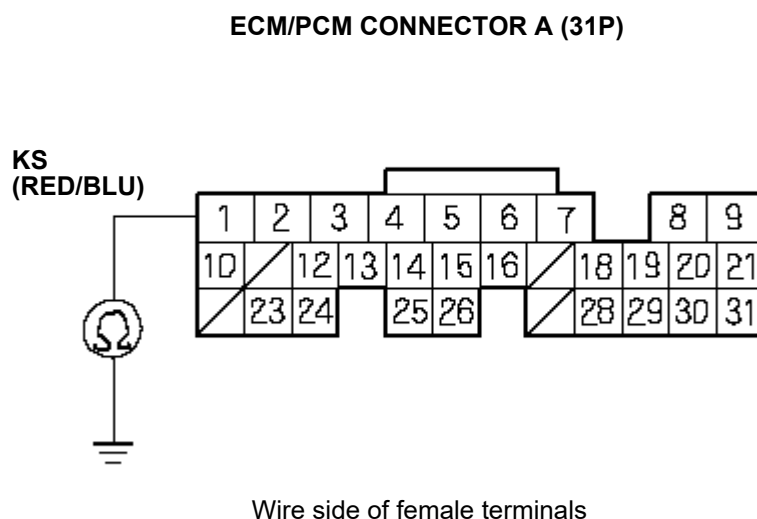 ECM/PCM CONNECTOR A (31P)
KS
(RED/BLU)
1 2 3 4 5 6 7 8 9
10 12 13 14 15 16 18 19 20 21
23 24 25 26 28 29 30 31
Ω
Wire side of female terminals